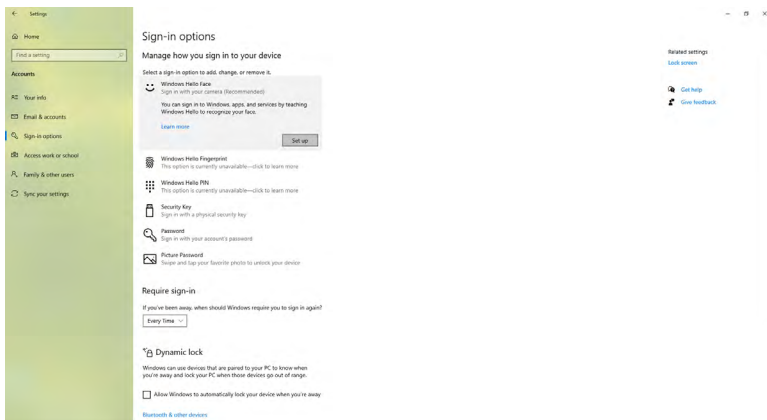 Settings
Home
Find a setting
Accounts
Your info
Email & accounts
Sign-in options
Access work or school
Family & other users
Sync your settings
Sign-in options
Manage how you sign in to your device
Select a sign-in option to add, change, or remove it.
Windows Hello Face
Sign in with your camera (Recommended)
You can sign in to Windows, apps, and services by teaching
Windows Hello to recognize your face.
Learn more
Set up
Windows Hello Fingerprint
This option is currently unavailable—click to learn more
Windows Hello PIN
This option is currently unavailable—click to learn more
Security Key
Sign in with a physical security key
Password
Sign in with your account's password
Picture Password
Swipe and tap your favorite photo to unlock your device
Require sign-in
If you've been away, when should Windows require you to sign in again?
Every Time
Dynamic lock
Windows can use devices that are paired to your PC to know when
you're away and lock your PC when those devices go out of range.
Allow Windows to automatically lock your device when you're away
Bluetooth & other devices
Related settings
Lock screen
Get help
Give feedback